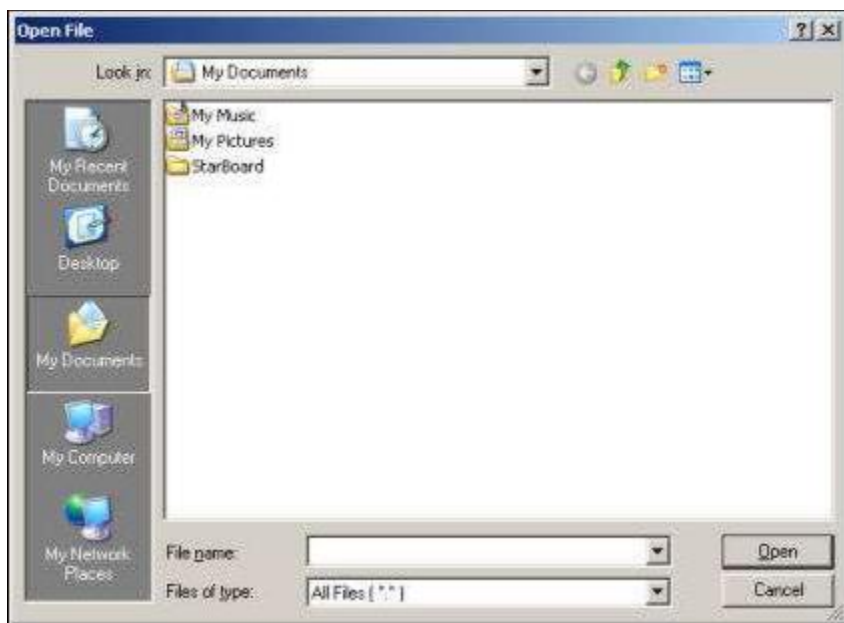 Open File
Look in:
My Documents
My Music
My Pictures
StarBoard
My Recent
Documents
Desktop
My Documents
My Computer
My Network
Places
File name:
Open
Files of type:
All Files ( *.* )
Cancel